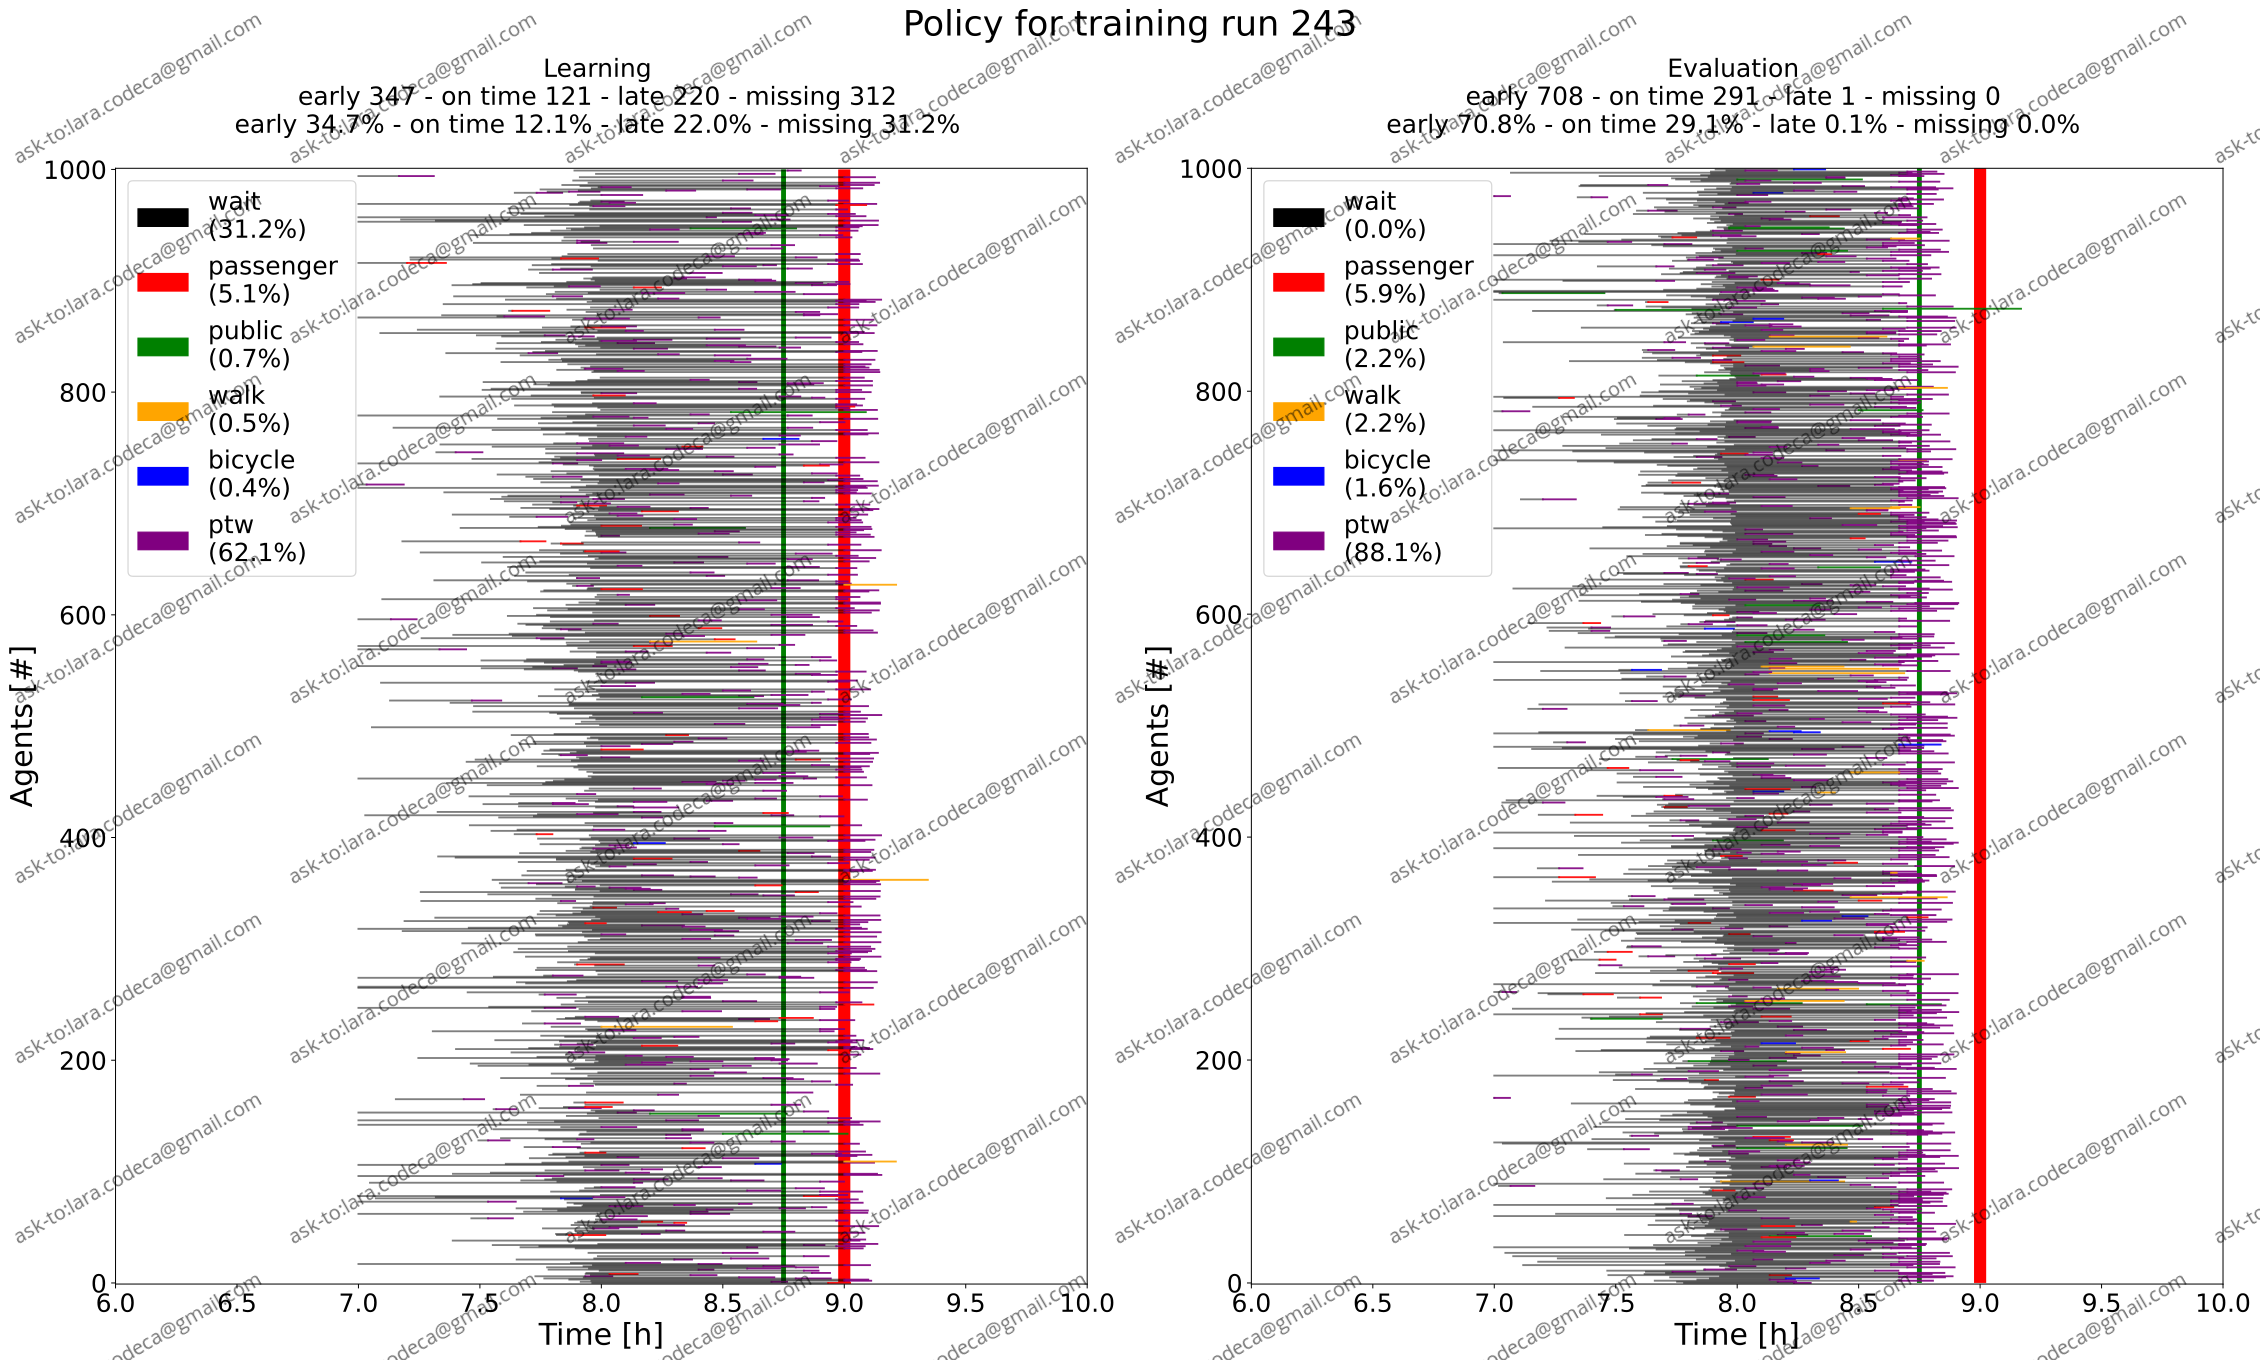 Policy for training run 243
Learning
early 347 - on time 121 - late 220 - missing 312
early 34.7% - on time 12.1% - late 22.0% - missing 31.2%
1000
800
600
400
200
0
Agents [#]
wait
(31.2%)
passenger
(5.1%)
public
(0.7%)
walk
(0.5%)
bicycle
(0.4%)
ptw
(62.1%)
6.0 6.5 7.0 7.5 8.0 8.5 9.0 9.5 10.0
Time [h]
Evaluation
early 708 - on time 291 - late 1 - missing 0
early 70.8% - on time 29.1% - late 0.1% - missing 0.0%
1000
800
600
400
200
0
Agents [#]
wait
(0.0%)
passenger
(5.9%)
public
(2.2%)
walk
(2.2%)
bicycle
(1.6%)
ptw
(88.1%)
6.0 6.5 7.0 7.5 8.0 8.5 9.0 9.5 10.0
Time [h]
ask-to:lara.codeca@gmail.com